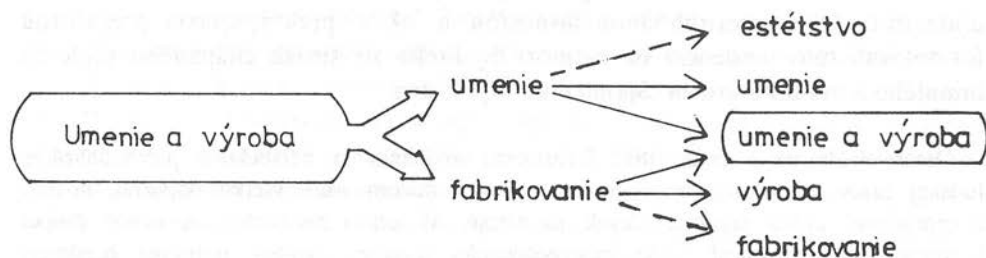 estétstvo
umenie
umenie
Umenie a výroba
umenie a výroba
fabrikovanie
výroba
fabrikovanie